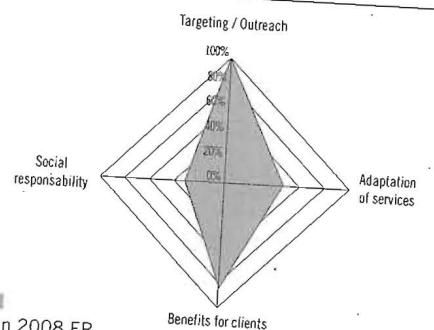 Targeting / Outreach
100%
80%
60%
40%
20%
0%
Social
responsability
Adaptation
of services
Benefits for clients
n 2008 FR